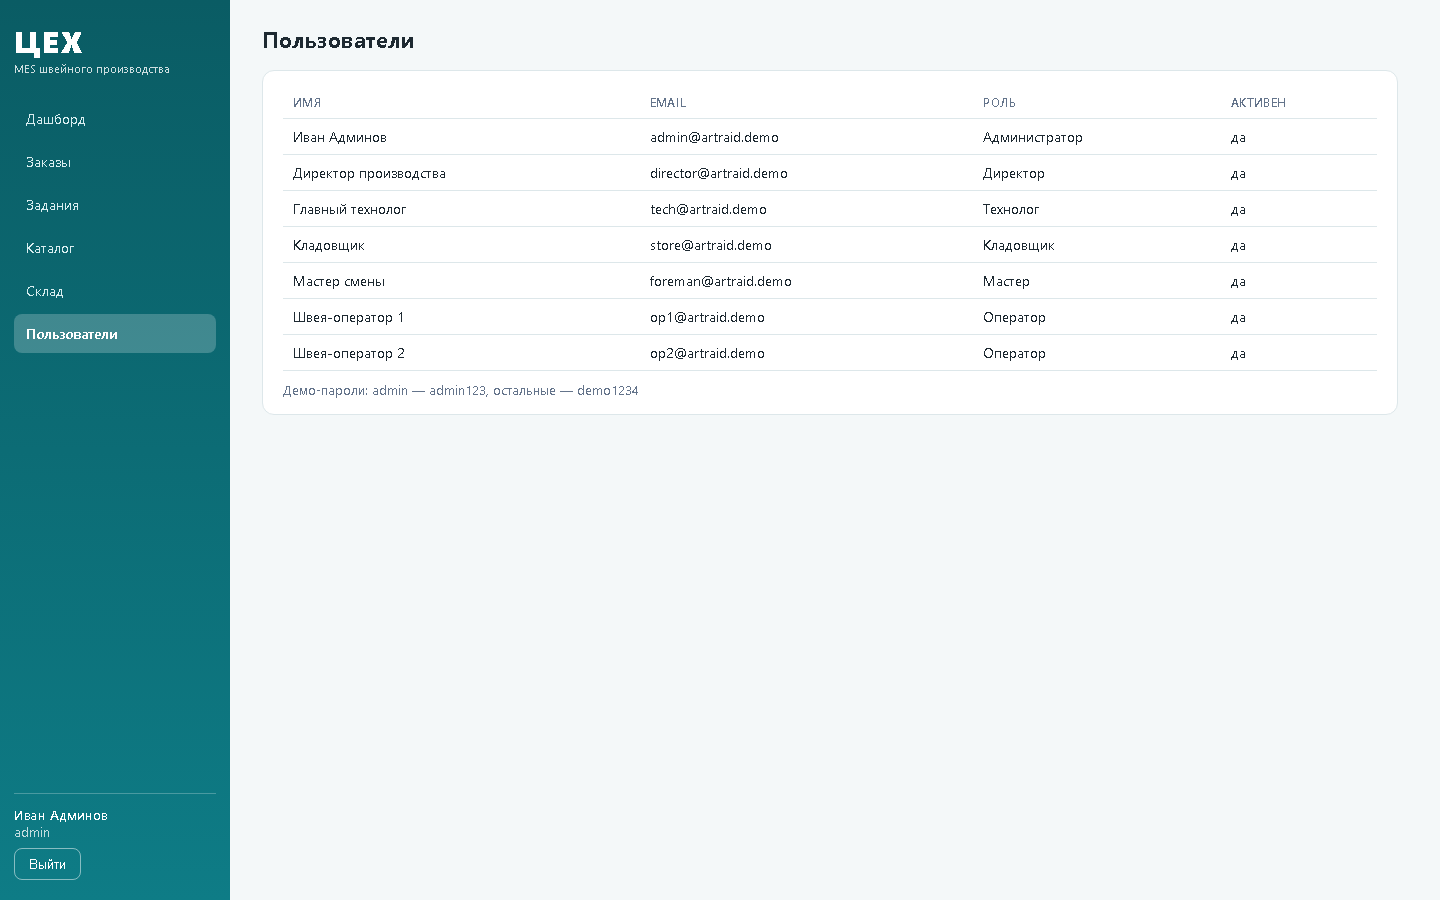 ЦЕХ
MES швейного производства
Дашборд
Заказы
Задания
Каталог
Склад
Пользователи
Иван Админов
admin
Выйти
Пользователи
ИМЯ EMAIL РОЛЬ АКТИВЕН
Иван Админов admin@artraid.demo Администратор да
Директор производства director@artraid.demo Директор да
Главный технолог tech@artraid.demo Технолог да
Кладовщик store@artraid.demo Кладовщик да
Мастер смены foreman@artraid.demo Мастер да
Швея-оператор 1 op1@artraid.demo Оператор да
Швея-оператор 2 op2@artraid.demo Оператор да
Демо-пароли: admin — admin123, остальные — demo1234